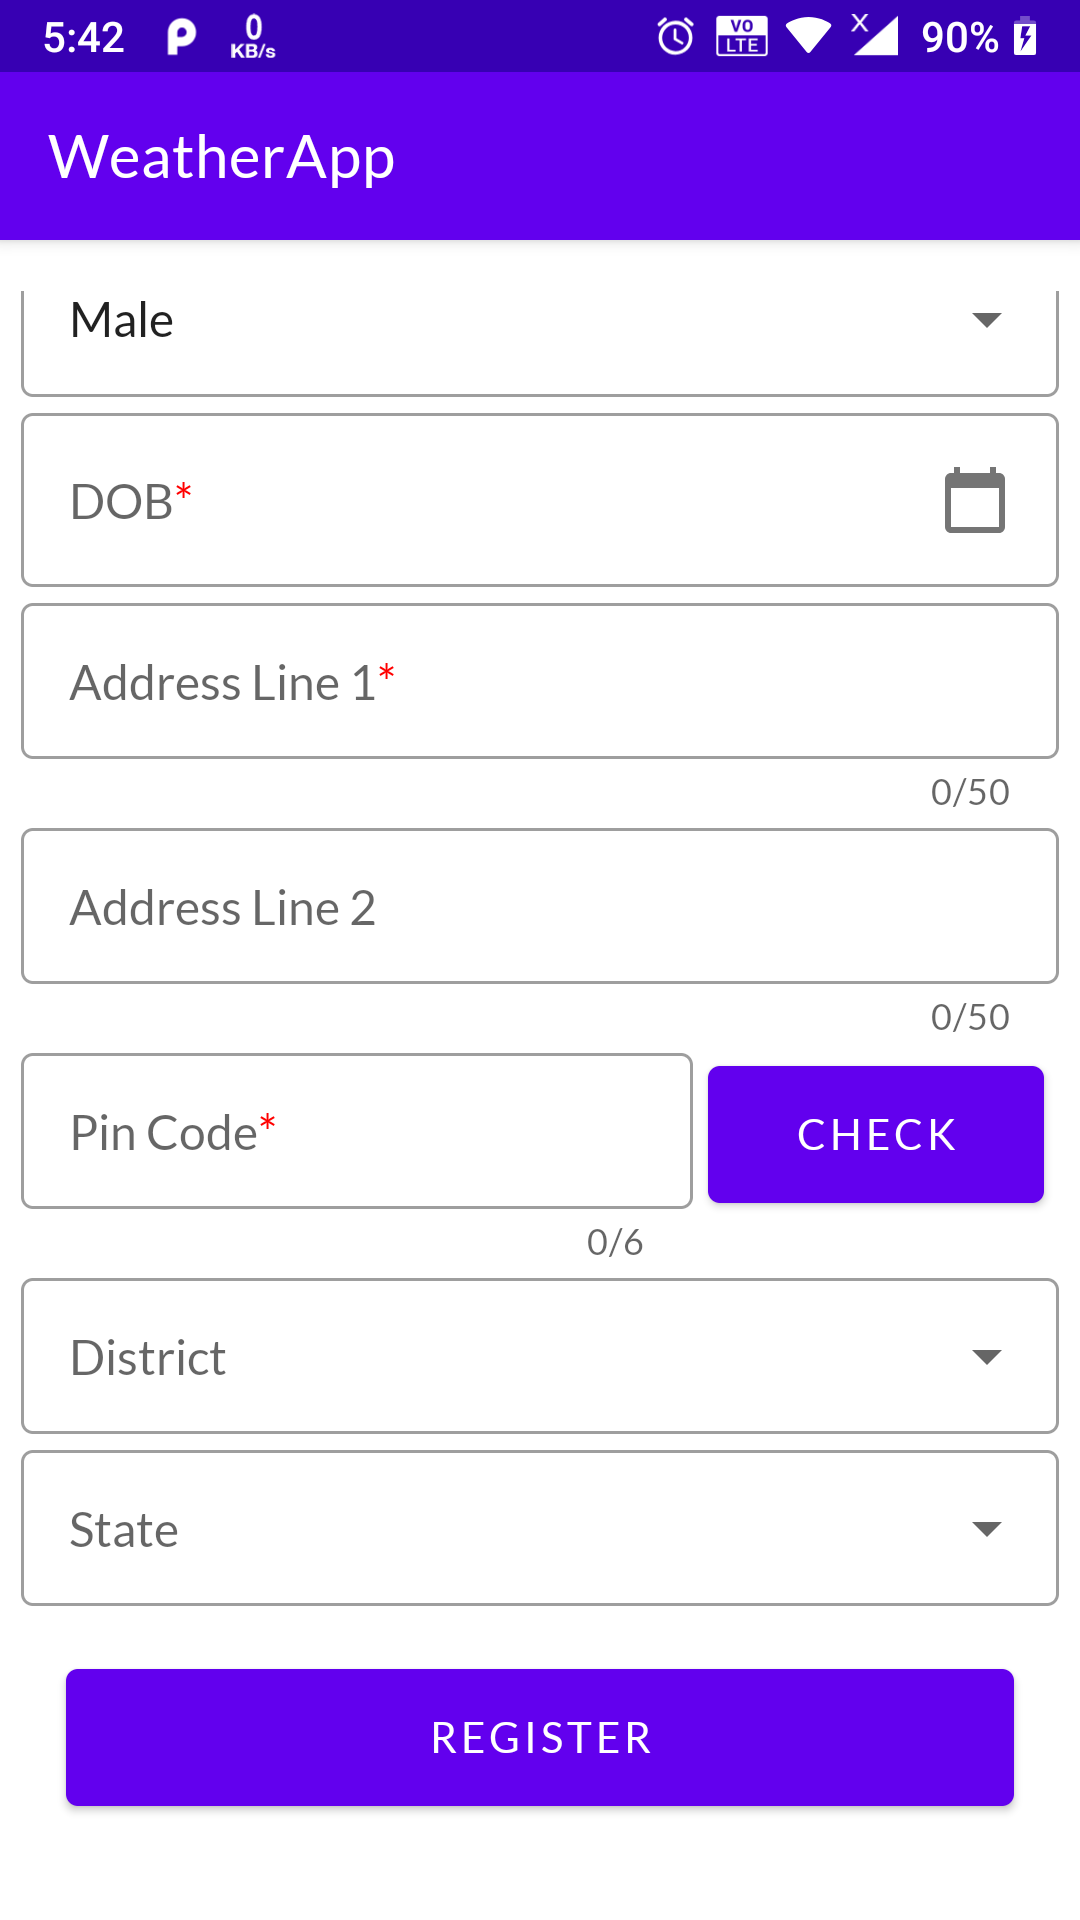 5:42 0 KB/s VO LTE X 90%
WeatherApp
Male
DOB*
Address Line 1*
0/50
Address Line 2
0/50
Pin Code* CHECK
0/6
District
State
REGISTER